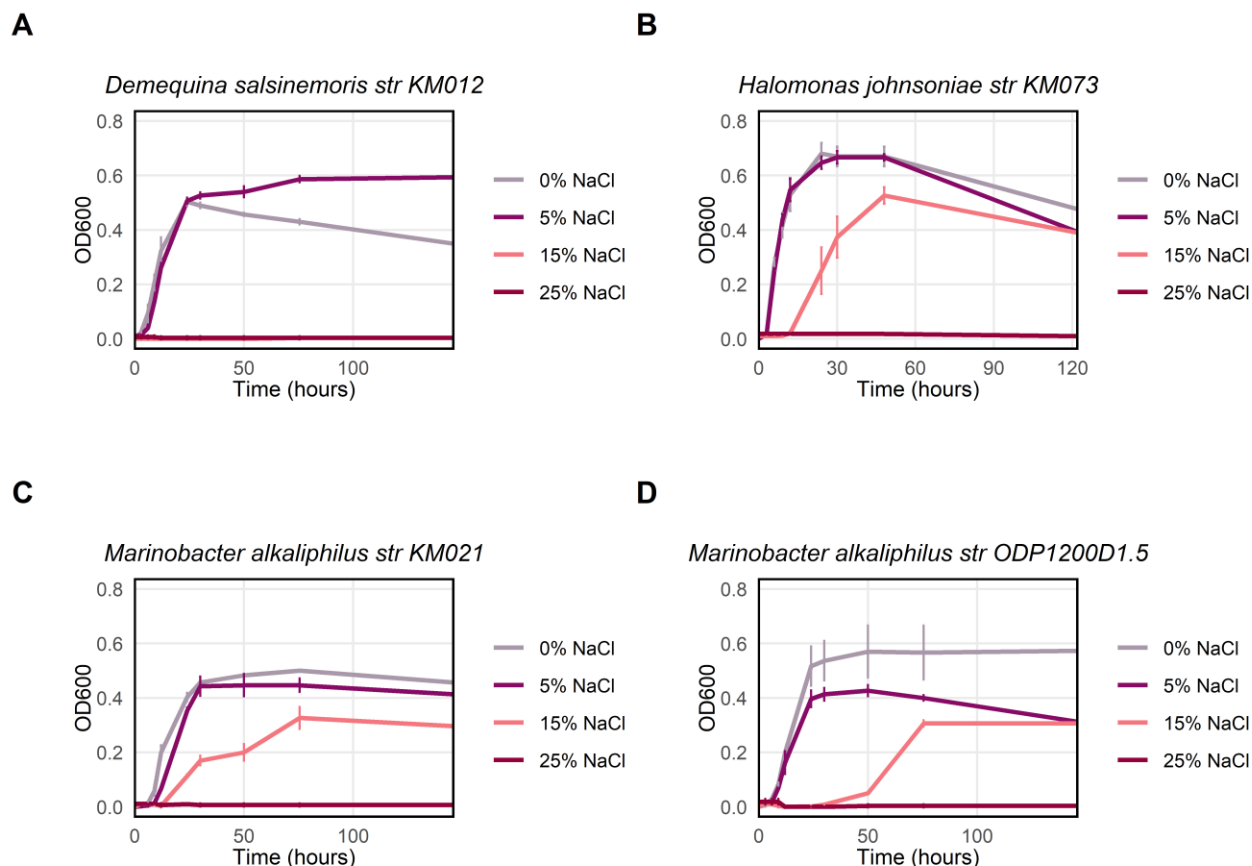 A
Demequina salsinemoris str KM012
0.8
0.6
0.4
0.2
0.0
OD600
0
50
100
Time (hours)
0% NaCl
5% NaCl
15% NaCl
25% NaCl
B
Halomonas johnsoniae str KM073
0.8
0.6
0.4
0.2
0.0
OD600
0
30
60
90
120
Time (hours)
0% NaCl
5% NaCl
15% NaCl
25% NaCl
C
Marinobacter alkaliphilus str KM021
0.8
0.6
0.4
0.2
0.0
OD600
0
50
100
Time (hours)
0% NaCl
5% NaCl
15% NaCl
25% NaCl
D
Marinobacter alkaliphilus str ODP1200D1.5
0.8
0.6
0.4
0.2
0.0
OD600
0
50
100
Time (hours)
0% NaCl
5% NaCl
15% NaCl
25% NaCl